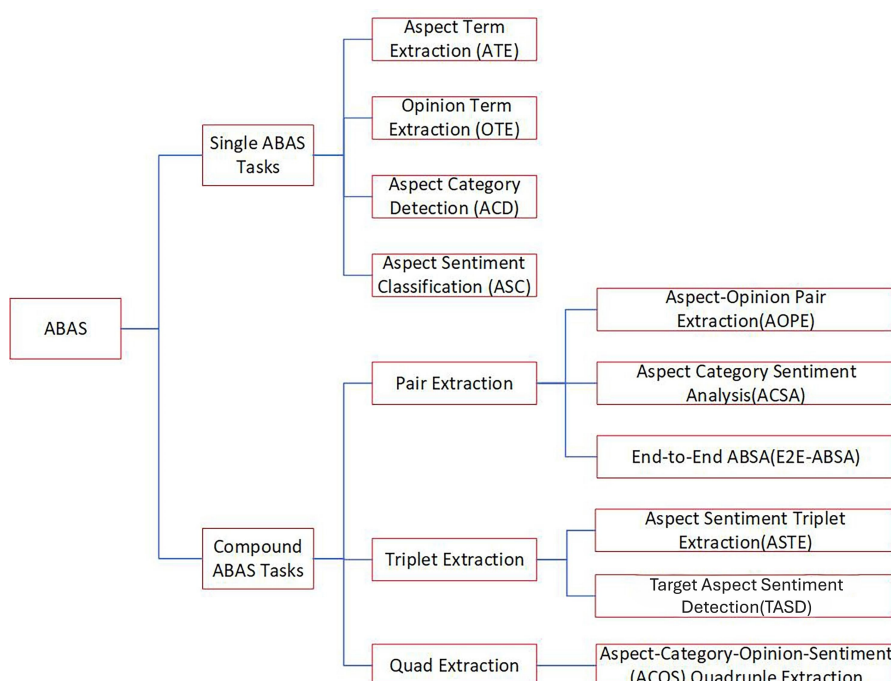 ABAS
Single ABAS
Tasks
Aspect Term
Extraction (ATE)
Opinion Term
Extraction (OTE)
Aspect Category
Detection (ACD)
Aspect Sentiment
Classification (ASC)
Compound
ABAS Tasks
Pair Extraction
Aspect-Opinion Pair
Extraction(AOPE)
Aspect Category Sentiment
Analysis(ACSA)
End-to-End ABSA(E2E-ABSA)
Triplet Extraction
Aspect Sentiment Triplet
Extraction(ASTE)
Target Aspect Sentiment
Detection(TASD)
Quad Extraction
Aspect-Category-Opinion-Sentiment
(ACOS) Quadruple Extraction